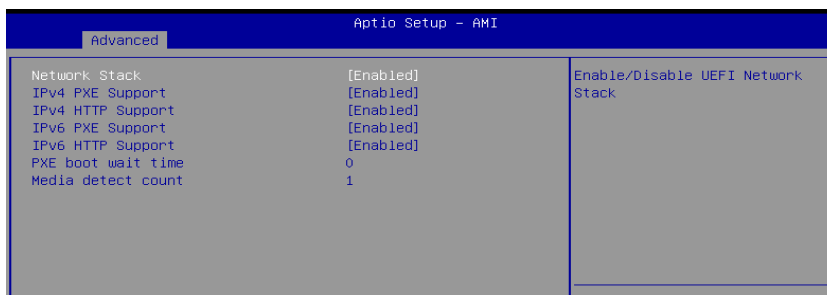 Aptio Setup – AMI
Advanced
Network Stack [Enabled]
IPv4 PXE Support [Enabled]
IPv4 HTTP Support [Enabled]
IPv6 PXE Support [Enabled]
IPv6 HTTP Support [Enabled]
PXE boot wait time 0
Media detect count 1
Enable/Disable UEFI Network
Stack